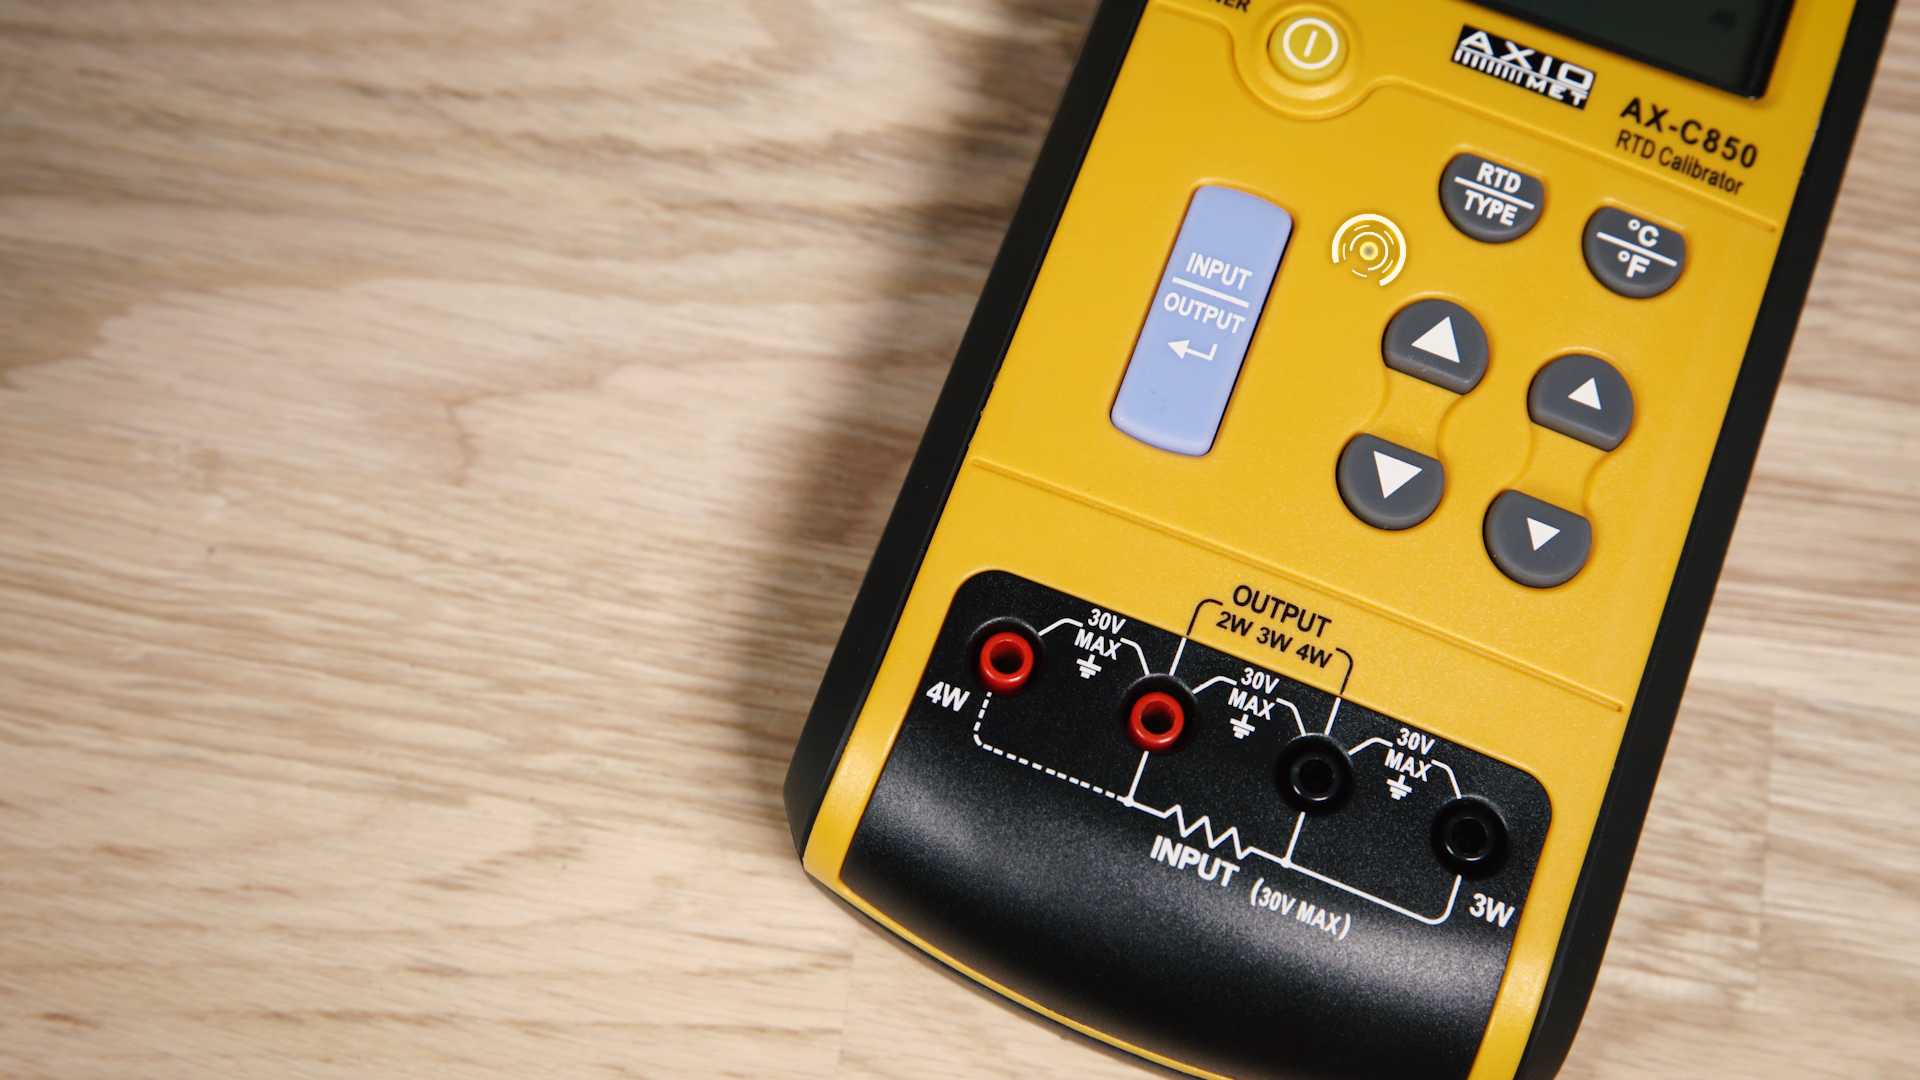 AXIO
MET
AX-C850
RTD Calibrator
RTD
TYPE
°C
°F
INPUT
OUTPUT
OUTPUT
2W 3W 4W
30V
MAX
30V
MAX
30V
MAX
4W
INPUT (30V MAX)
3W